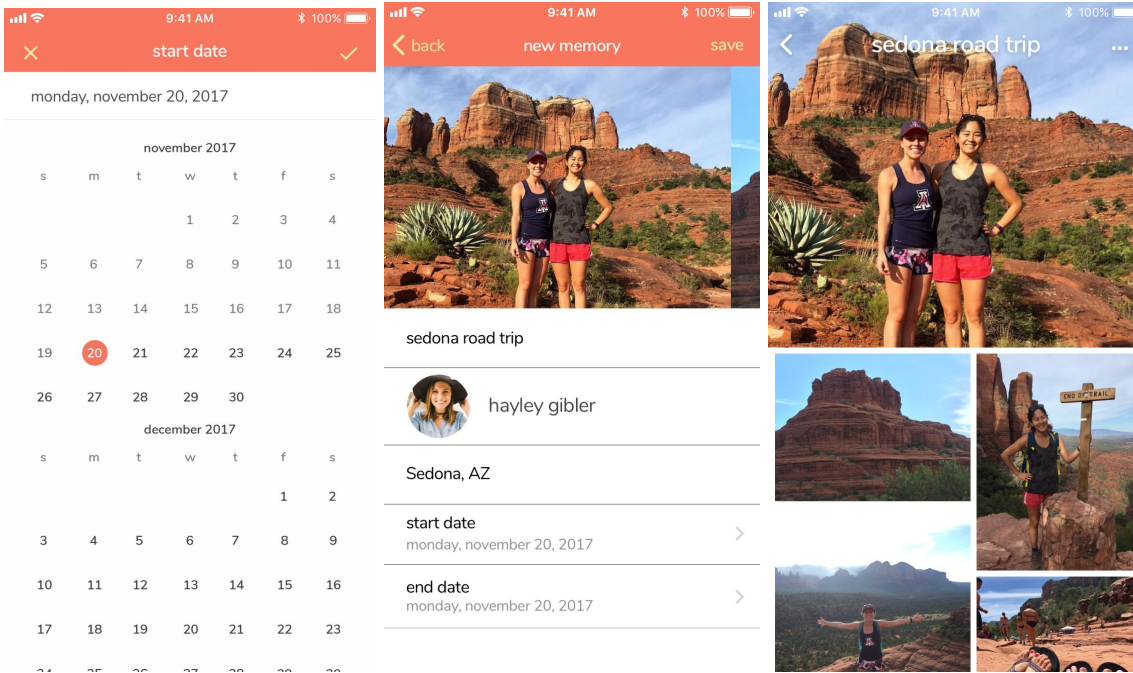 9:41 AM
100%
start date
monday, november 20, 2017
november 2017
s m t w t f s
1 2 3 4
5 6 7 8 9 10 11
12 13 14 15 16 17 18
19 20 21 22 23 24 25
26 27 28 29 30
december 2017
s m t w t f s
1 2
3 4 5 6 7 8 9
10 11 12 13 14 15 16
17 18 19 20 21 22 23
9:41 AM
100%
back
new memory
save
A
sedona road trip
hayley gibler
Sedona, AZ
start date
monday, november 20, 2017
end date
monday, november 20, 2017
9:41 AM
100%
sedona road trip
A
END OF TRAIL
A